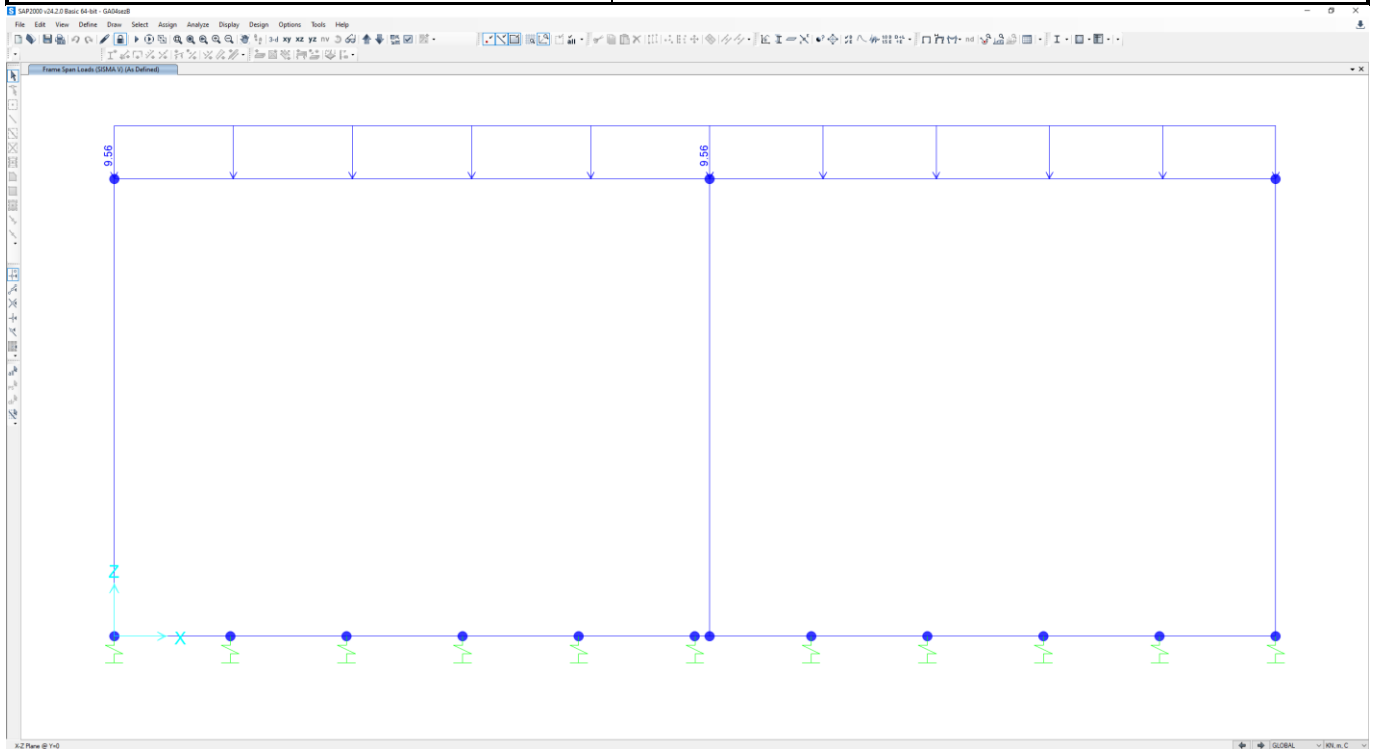 SAP2000 v24.2.0 Basic 64-bit - GA04sezB
File Edit View Define Draw Select Assign Analyze Display Design Options Tools Help
3-d xy xz yz nv
nd
Frame Span Loads (SISMA V) (As Defined)
9.56 9.56
Z
X
X-Z Plane @ Y=0 GLOBAL KN, m, C